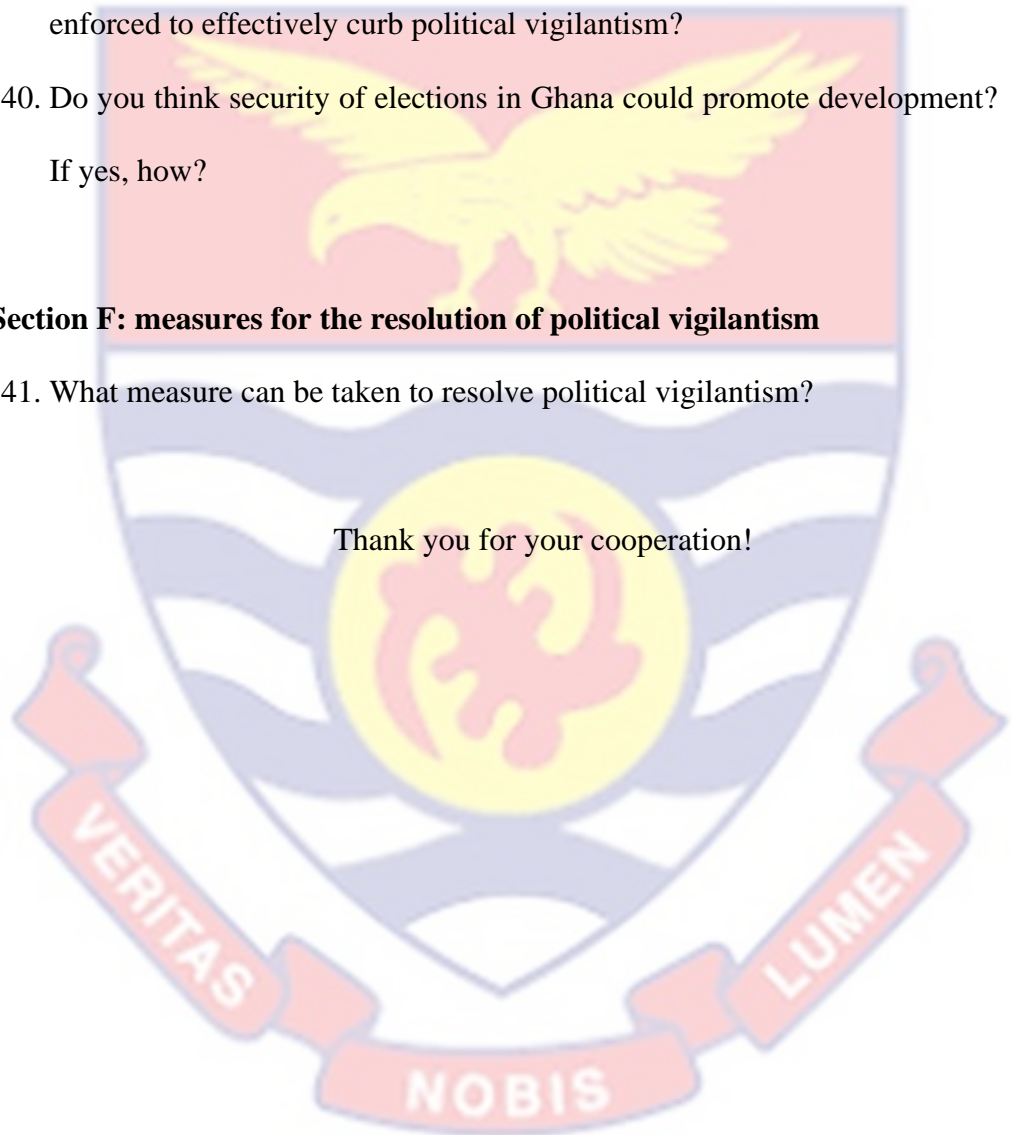 enforced to effectively curb political vigilantism?
40. Do you think security of elections in Ghana could promote development?
If yes, how?
Section F: measures for the resolution of political vigilantism
41. What measure can be taken to resolve political vigilantism?
Thank you for your cooperation!
VERITAS
NOBIS
LUMEN